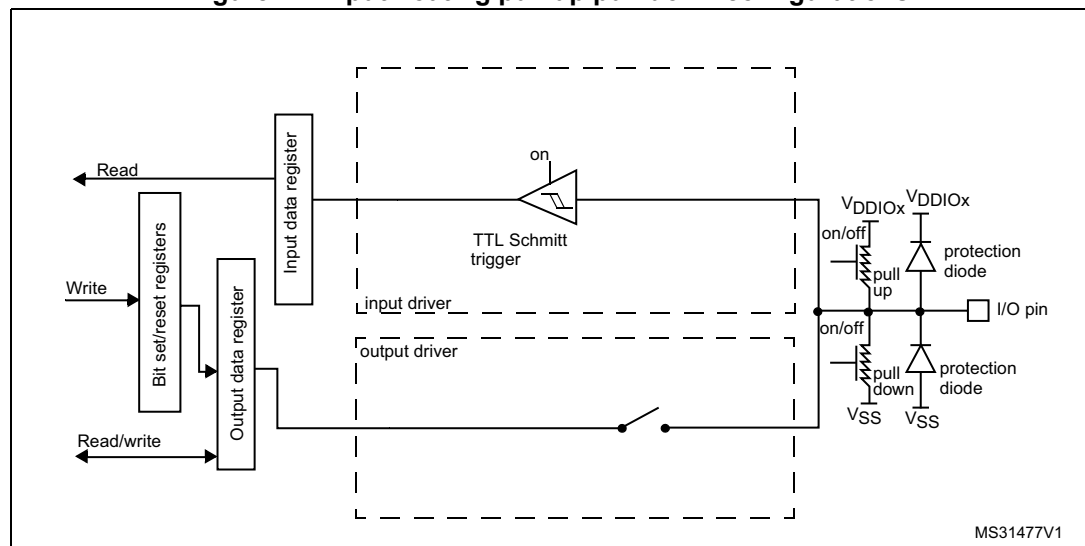 on
Read
Input data register
TTL Schmitt
trigger
input driver
Bit set/reset registers
Write
Output data register
Read/write
output driver
VDDIOx
VDDIOx
on/off
pull
up
protection
diode
I/O pin
on/off
pull
down
protection
diode
VSS
VSS
MS31477V1